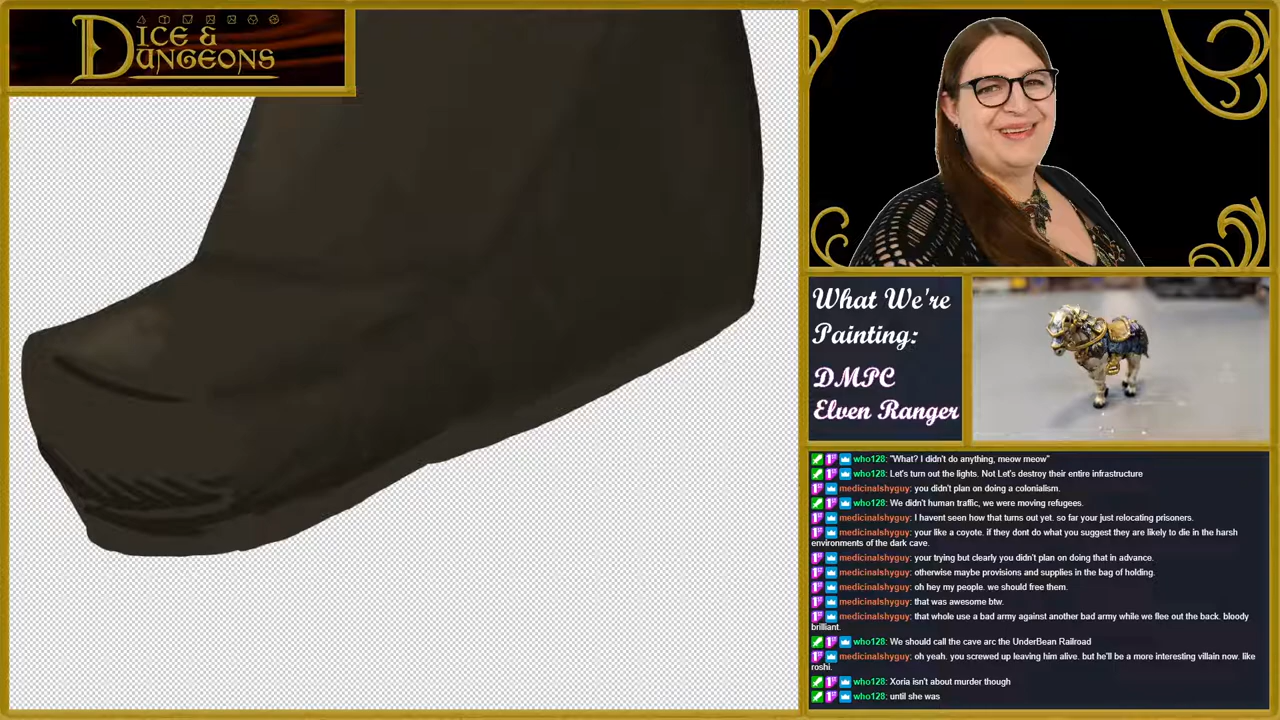 DICE &
DUNGEONS
What We're
Painting:
DMPC
Elven Ranger
who128: "What? I didn't do anything, meow meow"
who128: Let's turn out the lights. Not Let's destroy their entire infrastructure
medicinalshyguy: you didn't plan on doing a colonialism.
who128: We didn't human traffic, we were moving refugees.
medicinalshyguy: I havent seen how that turns out yet. so far your just relocating prisoners.
medicinalshyguy: your like a coyote. if they dont do what you suggest they are likely to die in the harsh
environments of the dark cave.
medicinalshyguy: your trying but clearly you didn't plan on doing that in advance.
medicinalshyguy: otherwise maybe provisions and supplies in the bag of holding.
medicinalshyguy: oh hey my people. we should free them.
medicinalshyguy: that was awesome btw.
medicinalshyguy: that whole use a bad army against another bad army while we flee out the back. bloody
brilliant.
who128: We should call the cave arc the UnderBean Railroad
medicinalshyguy: oh yeah. you screwed up leaving him alive. but he'll be a more interesting villain now. like
roshi.
who128: Xoria isn't about murder though
who128: until she was